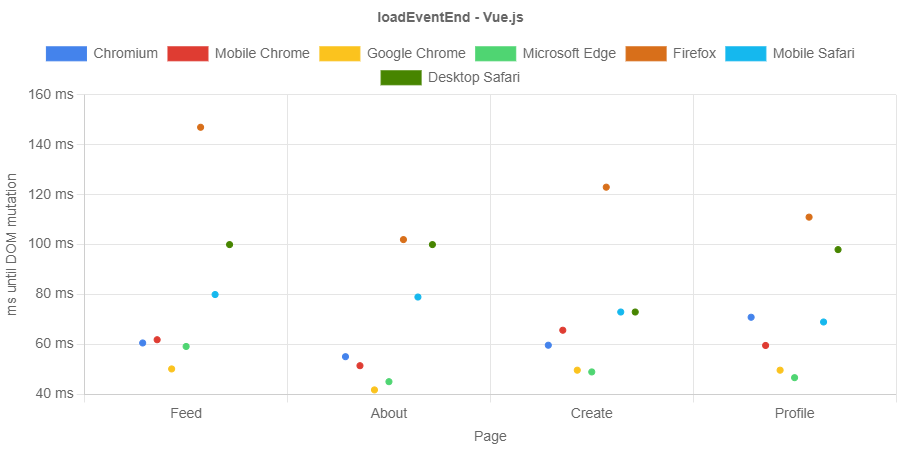 loadEventEnd - Vue.js
Chromium Mobile Chrome Google Chrome Microsoft Edge Firefox Mobile Safari
Desktop Safari
160 ms
140 ms
120 ms
100 ms
80 ms
60 ms
40 ms
ms until DOM mutation
Feed About Create Profile
Page